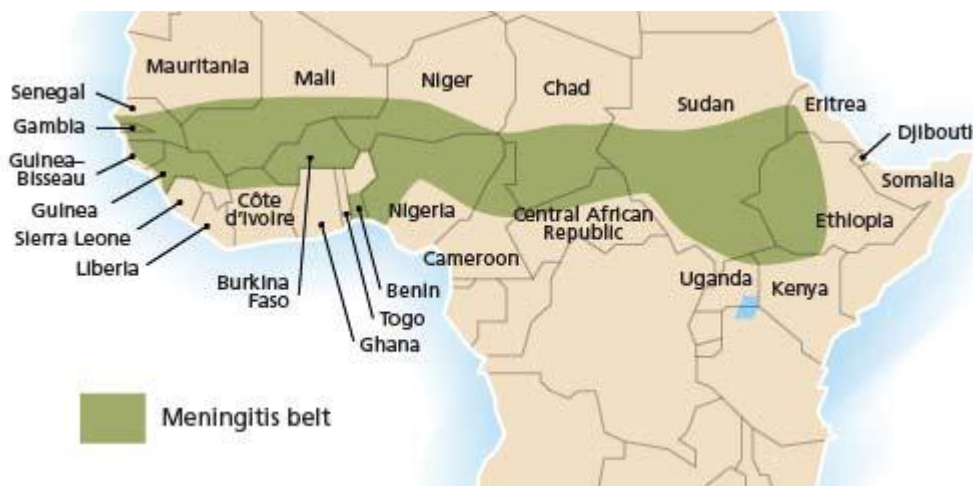 Mauritania
Mali
Niger
Chad
Sudan
Eritrea
Djibouti
Somalia
Ethiopia
Senegal
Gambia
Guinea–
Bissau
Guinea
Sierra Leone
Liberia
Côte
d'Ivoire
Burkina
Faso
Ghana
Togo
Benin
Nigeria
Cameroon
Central African
Republic
Uganda
Kenya
Meningitis belt